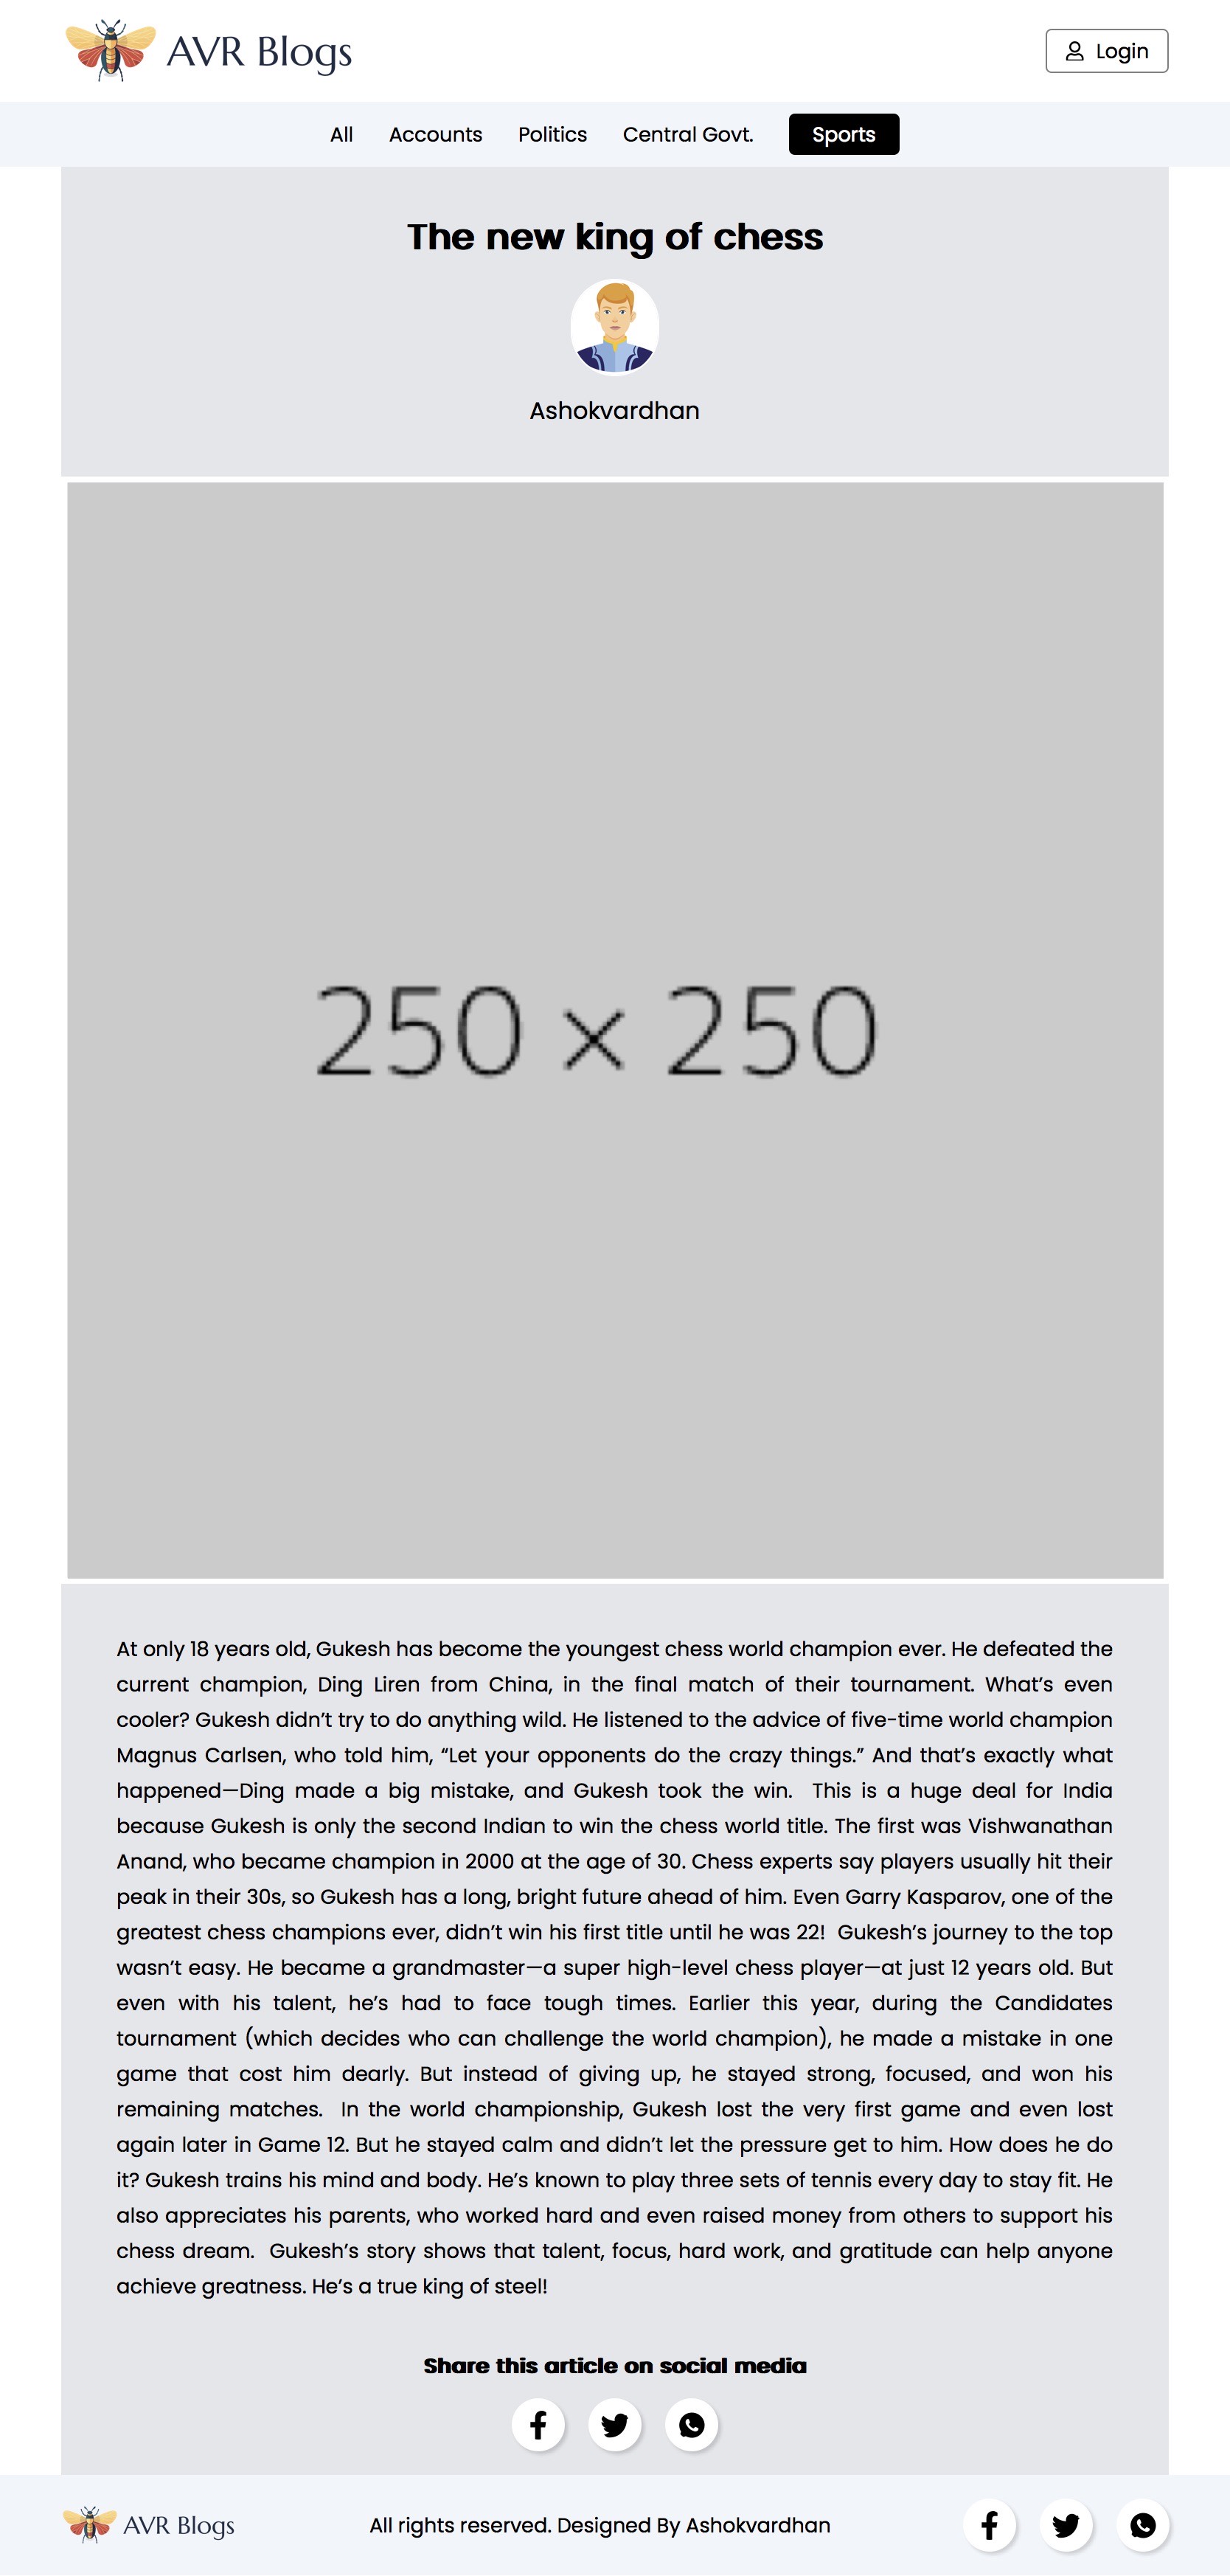 AVR Blogs
Login
All Accounts Politics Central Govt. Sports
The new king of chess
Ashokvardhan
250 × 250
At only 18 years old, Gukesh has become the youngest chess world champion ever. He defeated the
current champion, Ding Liren from China, in the final match of their tournament. What’s even
cooler? Gukesh didn’t try to do anything wild. He listened to the advice of five-time world champion
Magnus Carlsen, who told him, “Let your opponents do the crazy things.” And that’s exactly what
happened—Ding made a big mistake, and Gukesh took the win.  This is a huge deal for India
because Gukesh is only the second Indian to win the chess world title. The first was Vishwanathan
Anand, who became champion in 2000 at the age of 30. Chess experts say players usually hit their
peak in their 30s, so Gukesh has a long, bright future ahead of him. Even Garry Kasparov, one of the
greatest chess champions ever, didn’t win his first title until he was 22!  Gukesh’s journey to the top
wasn’t easy. He became a grandmaster—a super high-level chess player—at just 12 years old. But
even with his talent, he’s had to face tough times. Earlier this year, during the Candidates
tournament (which decides who can challenge the world champion), he made a mistake in one
game that cost him dearly. But instead of giving up, he stayed strong, focused, and won his
remaining matches.  In the world championship, Gukesh lost the very first game and even lost
again later in Game 12. But he stayed calm and didn’t let the pressure get to him. How does he do
it? Gukesh trains his mind and body. He’s known to play three sets of tennis every day to stay fit. He
also appreciates his parents, who worked hard and even raised money from others to support his
chess dream.  Gukesh’s story shows that talent, focus, hard work, and gratitude can help anyone
achieve greatness. He’s a true king of steel!
Share this article on social media
AVR Blogs
All rights reserved. Designed By Ashokvardhan